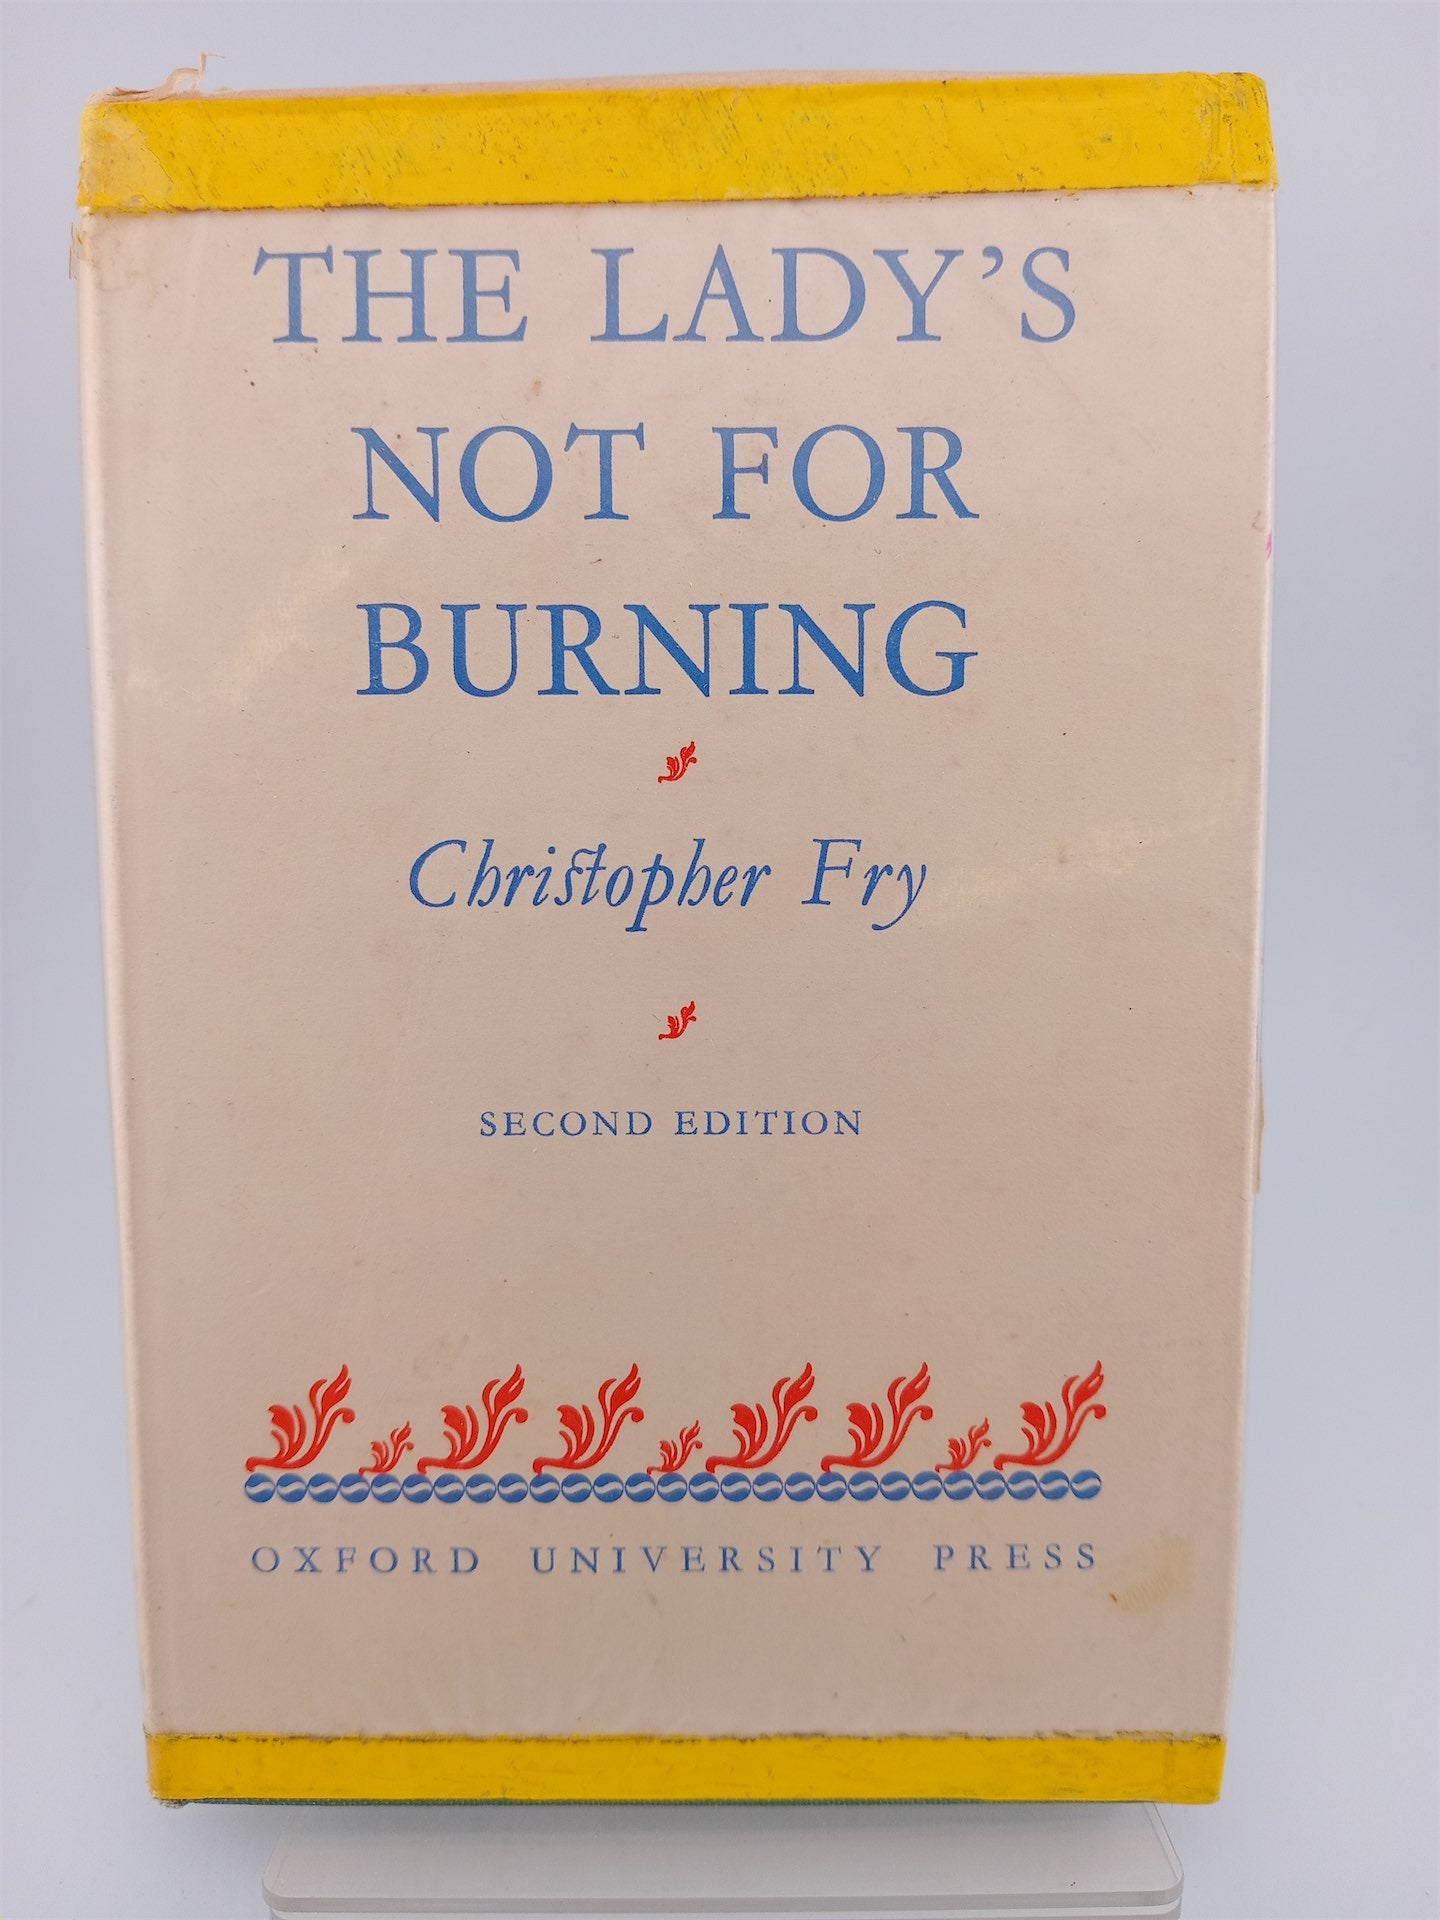 THE LADY'S
NOT FOR
BURNING
Christopher Fry
SECOND EDITION
OXFORD UNIVERSITY PRESS